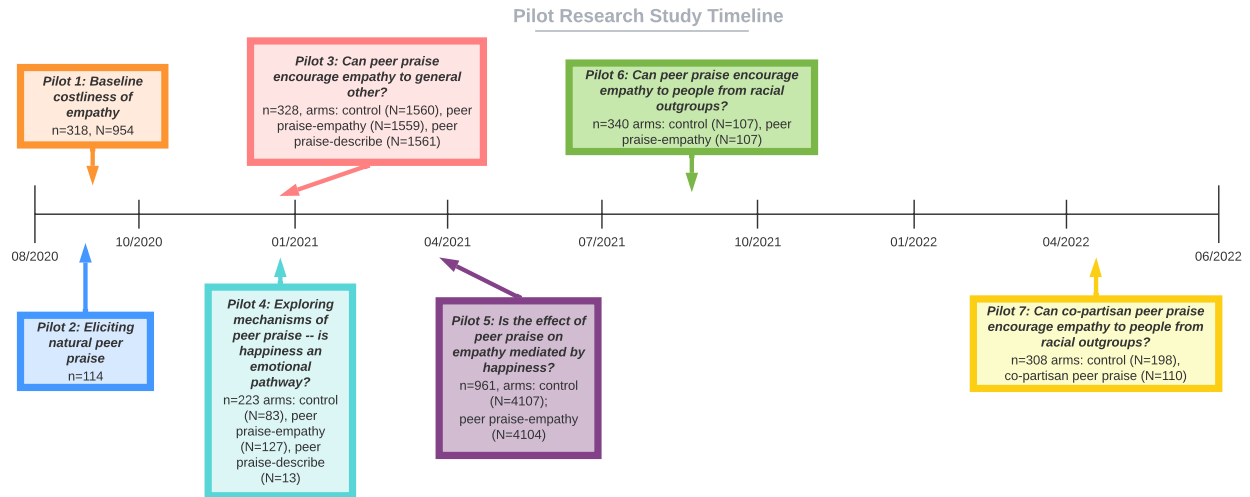 Pilot Research Study Timeline
Pilot 1: Baseline
costliness of
empathy
n=318, N=954
Pilot 3: Can peer praise
encourage empathy to general
other?
n=328, arms: control (N=1560), peer
praise-empathy (N=1559), peer
praise-describe (N=1561)
Pilot 6: Can peer praise encourage
empathy to people from racial
outgroups?
n=340 arms: control (N=107), peer
praise-empathy (N=107)
08/2020
10/2020
01/2021
04/2021
07/2021
10/2021
01/2022
04/2022
06/2022
Pilot 2: Eliciting
natural peer
praise
n=114
Pilot 4: Exploring
mechanisms of
peer praise -- is
happiness an
emotional
pathway?
n=223 arms: control
(N=83), peer
praise-empathy
(N=127), peer
praise-describe
(N=13)
Pilot 5: Is the effect of
peer praise on
empathy mediated by
happiness?
n=961, arms: control
(N=4107);
peer praise-empathy
(N=4104)
Pilot 7: Can co-partisan peer praise
encourage empathy to people from
racial outgroups?
n=308 arms: control (N=198),
co-partisan peer praise (N=110)